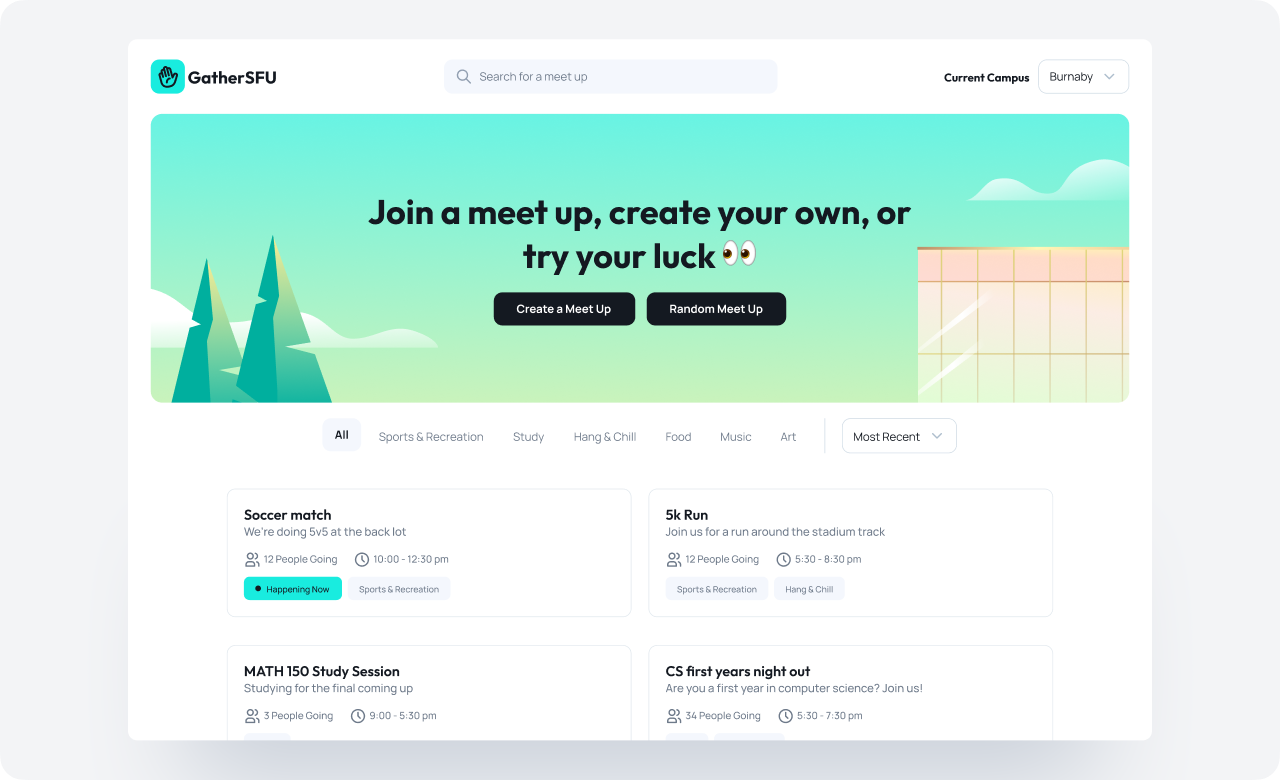 GatherSFU
Search for a meet up
Current Campus
Burnaby
Join a meet up, create your own, or
try your luck 👀
Create a Meet Up
Random Meet Up
All
Sports & Recreation
Study
Hang & Chill
Food
Music
Art
Most Recent
Soccer match
We're doing 5v5 at the back lot
12 People Going
10:00 - 12:30 pm
Happening Now
Sports & Recreation
5k Run
Join us for a run around the stadium track
12 People Going
5:30 - 8:30 pm
Sports & Recreation
Hang & Chill
MATH 150 Study Session
Studying for the final coming up
3 People Going
9:00 - 5:30 pm
CS first years night out
Are you a first year in computer science? Join us!
34 People Going
5:30 - 7:30 pm